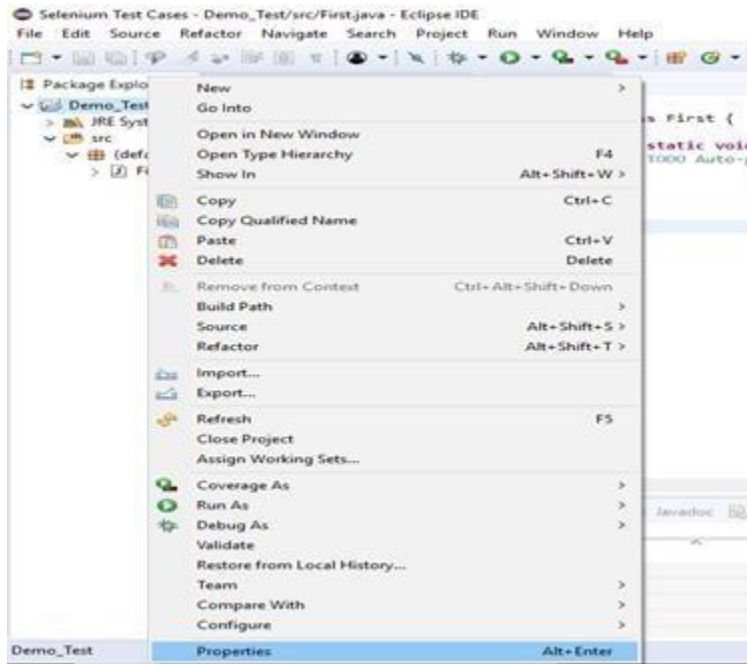 Selenium Test Cases - Demo_Test/src/First.java - Eclipse IDE
File Edit Source Refactor Navigate Search Project Run Window Help
Package Explo
Demo_Test
JRE Syst
src
(defa
Fi
New
Go Into
Open in New Window
Open Type Hierarchy F4
Show In Alt+Shift+W >
Copy Ctrl+C
Copy Qualified Name
Paste Ctrl+V
Delete Delete
Remove from Context Ctrl+Alt+Shift+Down
Build Path
Source Alt+Shift+S >
Refactor Alt+Shift+T >
Import...
Export...
Refresh F5
Close Project
Assign Working Sets...
Coverage As
Run As
Debug As
Validate
Restore from Local History...
Team
Compare With
Configure
Properties Alt+Enter
s First {
static voi
TODO Auto-
Javadoc
Demo_Test